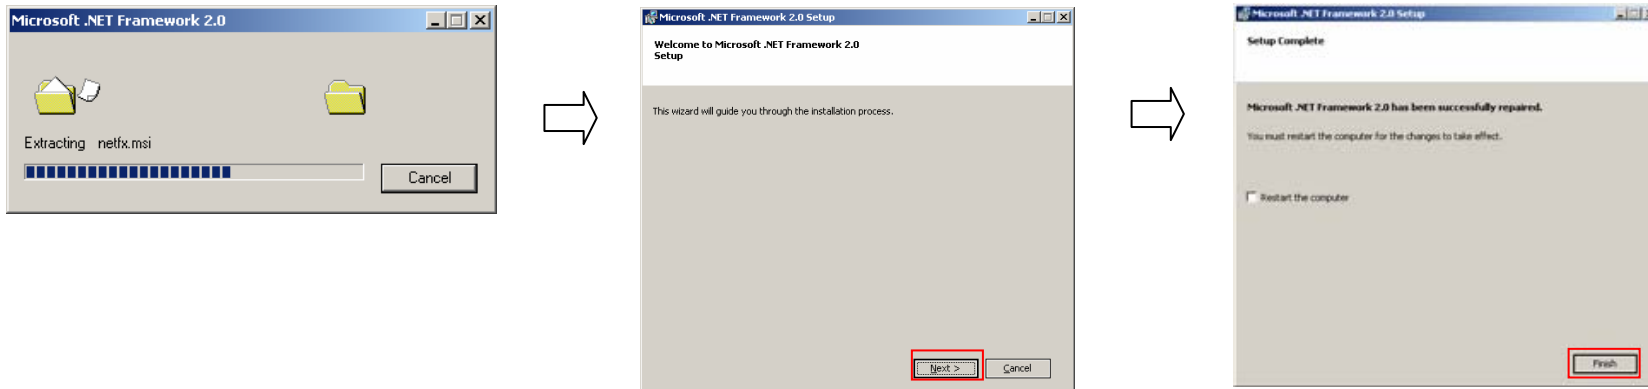 Microsoft .NET Framework 2.0
Extracting netfx.msi
Cancel
Microsoft .NET Framework 2.0 Setup
Welcome to Microsoft .NET Framework 2.0
Setup
This wizard will guide you through the installation process.
Next >
Cancel
Microsoft .NET Framework 2.0 Setup
Setup Complete
Microsoft .NET Framework 2.0 has been successfully repaired.
You must restart the computer for the changes to take effect.
Restart the computer
Finish